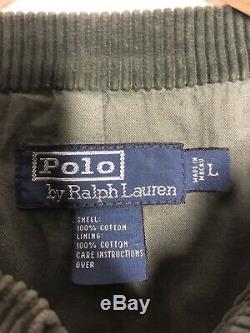 Polo
by Ralph Lauren
MADE IN
MACAU
L
SHELL:
100% COTTON
LINING:
100% COTTON
CARE INSTRUCTIONS
OVER